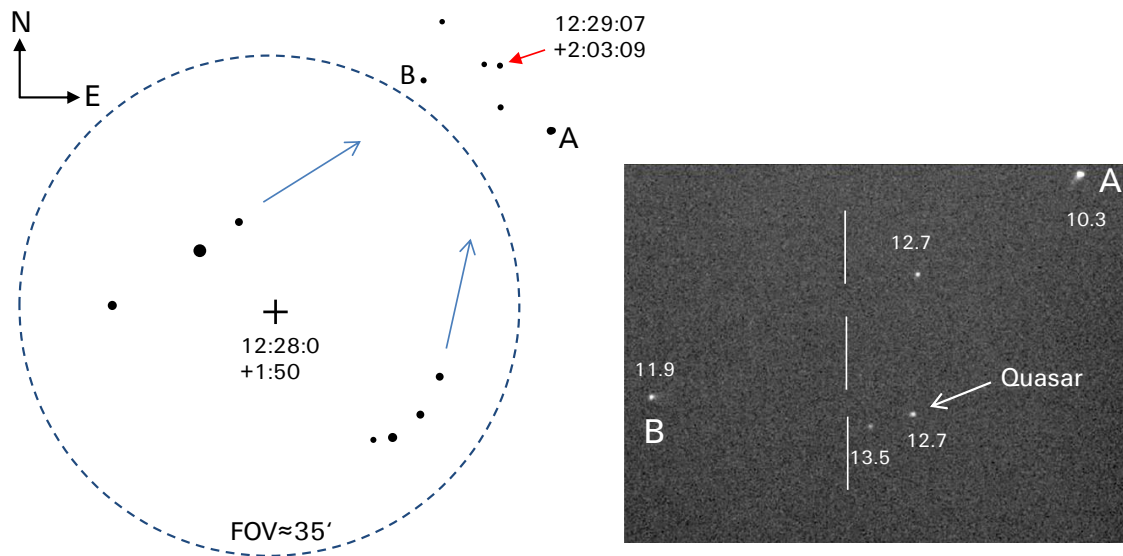 N
E
12:29:07
+2:03:09
B
A
12:28:0
+1:50
FOV≈35‘
A
10.3
12.7
11.9
B
Quasar
12.7
13.5